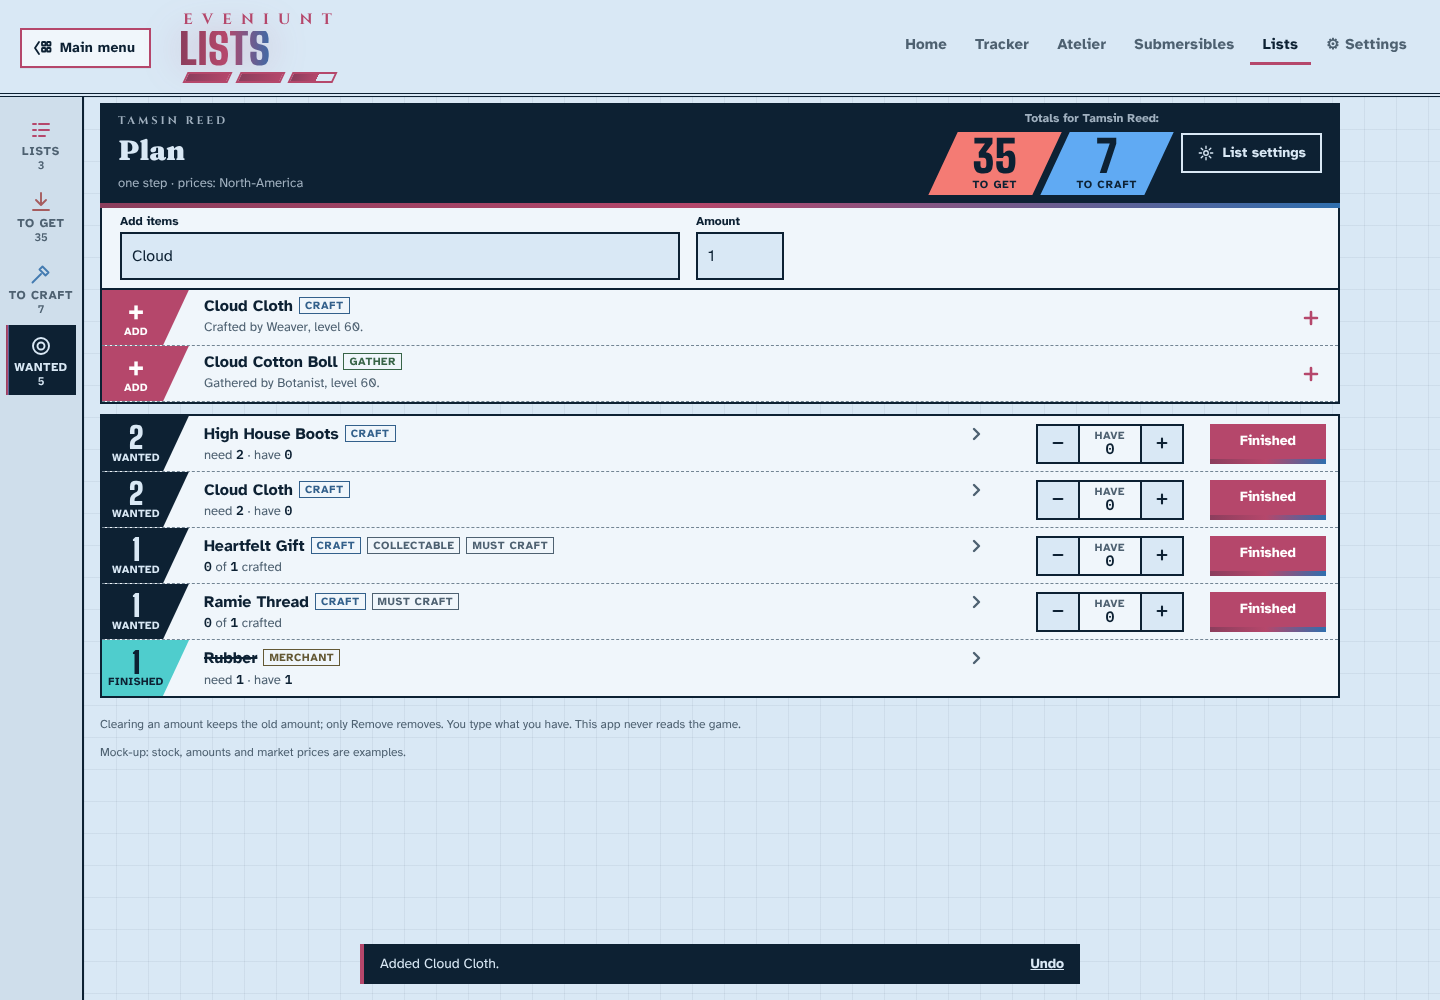 Main menu
EVENIUNT
LISTS
Home
Tracker
Atelier
Submersibles
Lists
⚙ Settings
LISTS
3
TO GET
35
TO CRAFT
7
WANTED
5
TAMSIN REED
Plan
one step · prices: North-America
Totals for Tamsin Reed:
35
TO GET
7
TO CRAFT
List settings
Add items
Amount
Cloud
1
+
ADD
Cloud Cloth CRAFT
Crafted by Weaver, level 60.
+
+
ADD
Cloud Cotton Boll GATHER
Gathered by Botanist, level 60.
+
2
WANTED
High House Boots CRAFT
need 2 · have 0
−
HAVE
0
+
Finished
2
WANTED
Cloud Cloth CRAFT
need 2 · have 0
−
HAVE
0
+
Finished
1
WANTED
Heartfelt Gift CRAFT COLLECTABLE MUST CRAFT
0 of 1 crafted
−
HAVE
0
+
Finished
1
WANTED
Ramie Thread CRAFT MUST CRAFT
0 of 1 crafted
−
HAVE
0
+
Finished
1
FINISHED
Rubber MERCHANT
need 1 · have 1
Clearing an amount keeps the old amount; only Remove removes. You type what you have. This app never reads the game.
Mock-up: stock, amounts and market prices are examples.
Added Cloud Cloth.
Undo